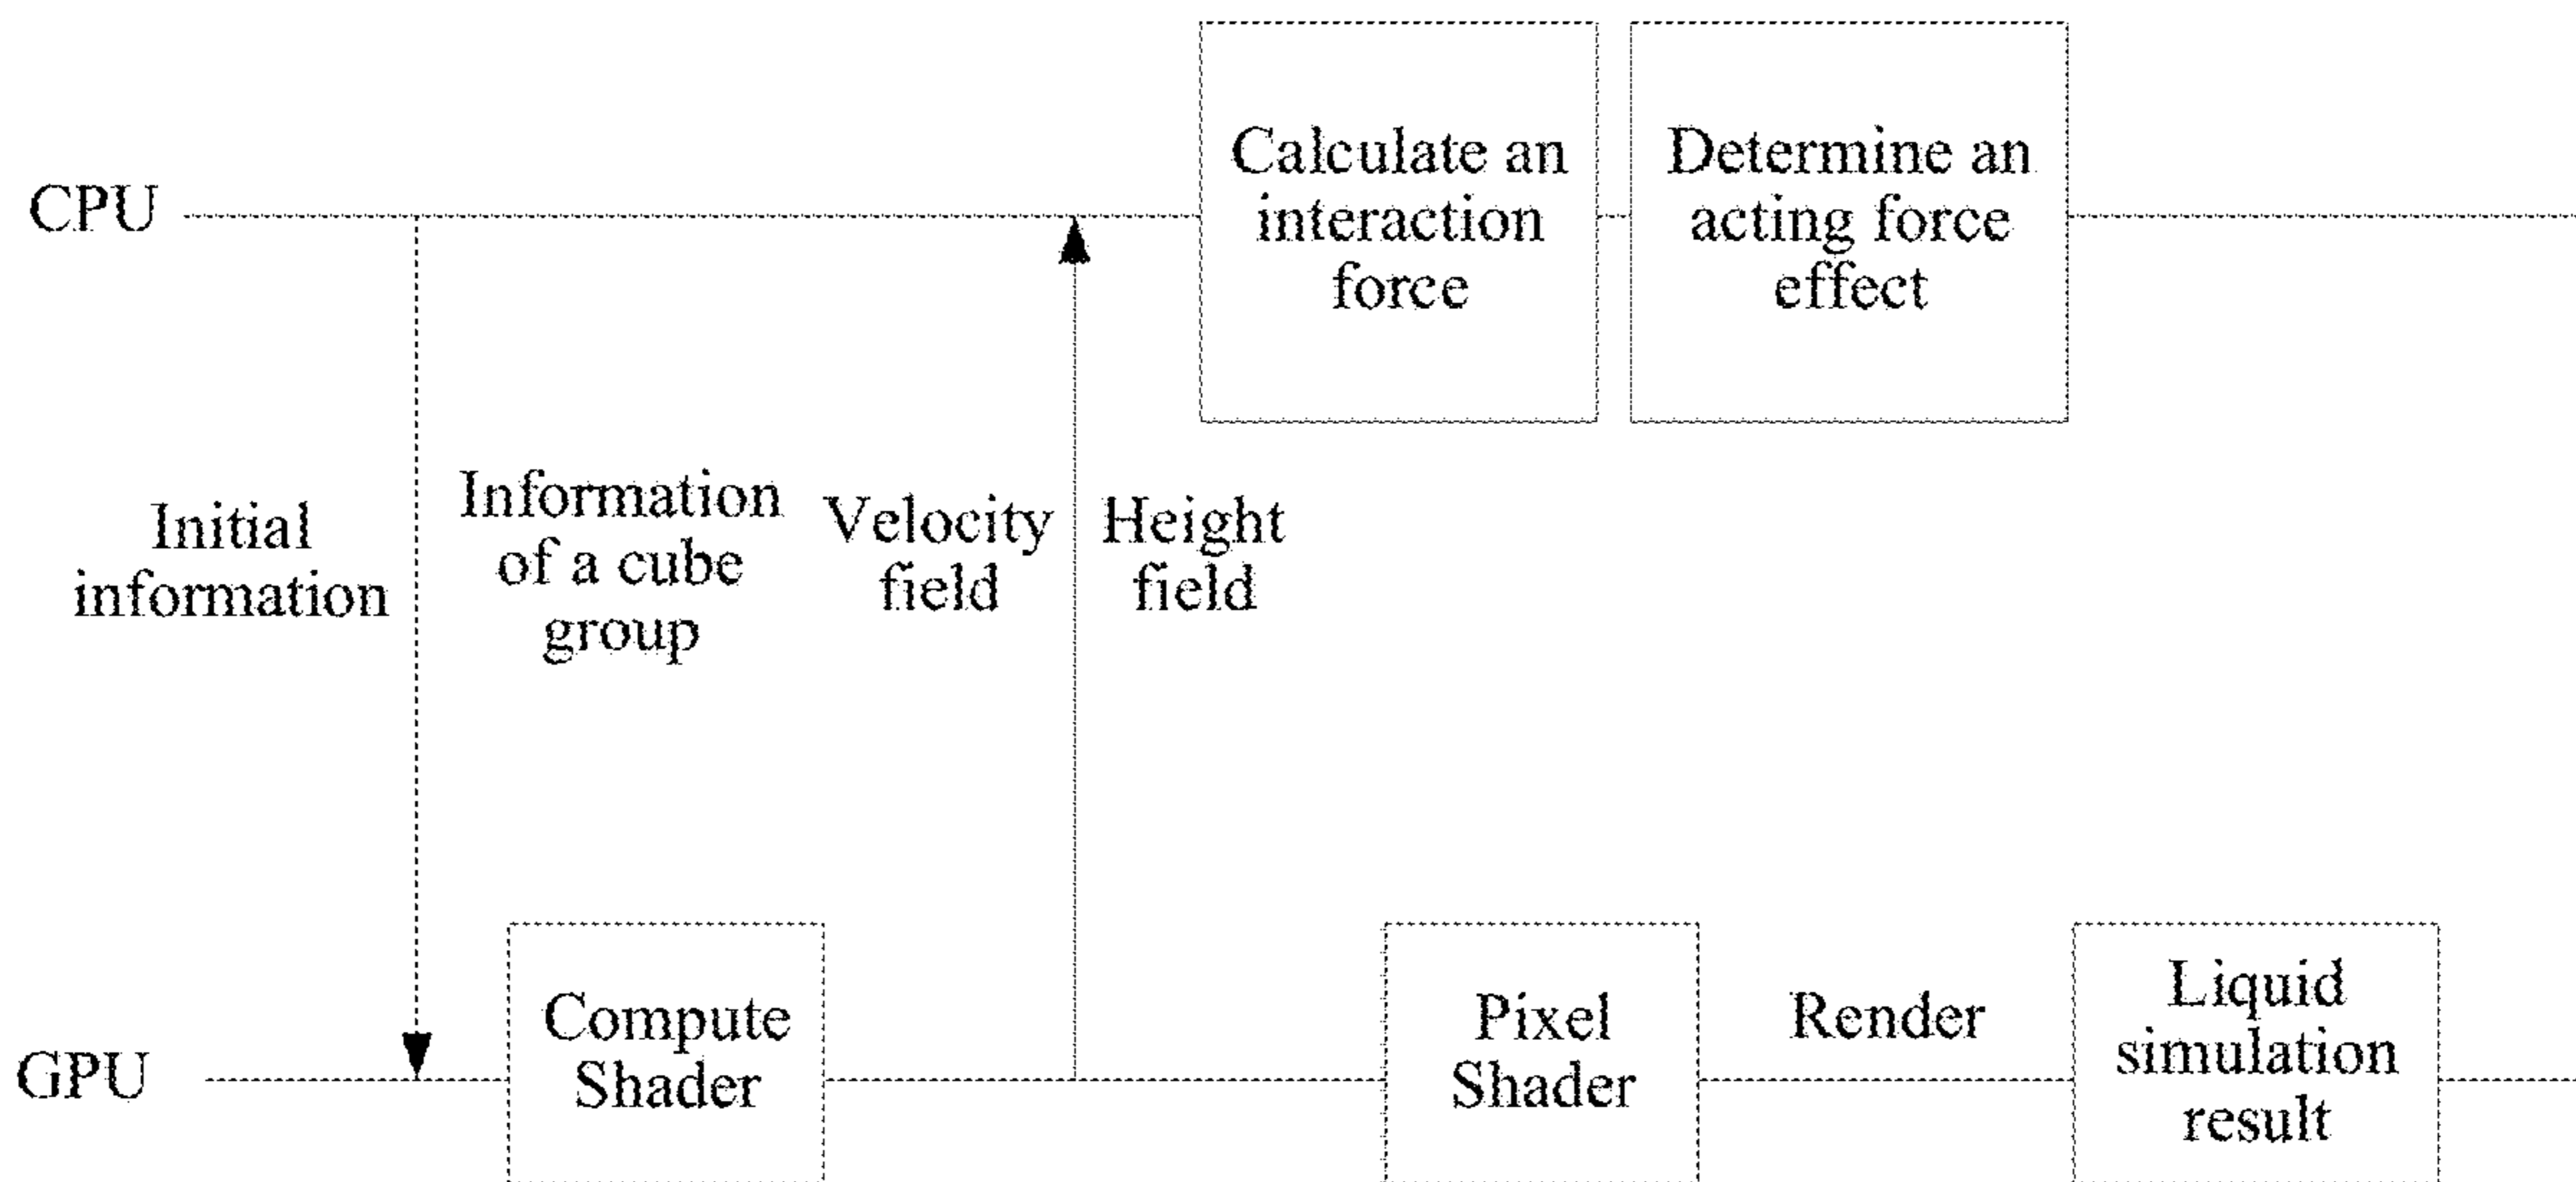 CPU
Calculate an
interaction
force
Determine an
acting force
effect
Initial
information
Information
of a cube
group
Velocity
field
Height
field
GPU
Compute
Shader
Pixel
Shader
Render
Liquid
simulation
result